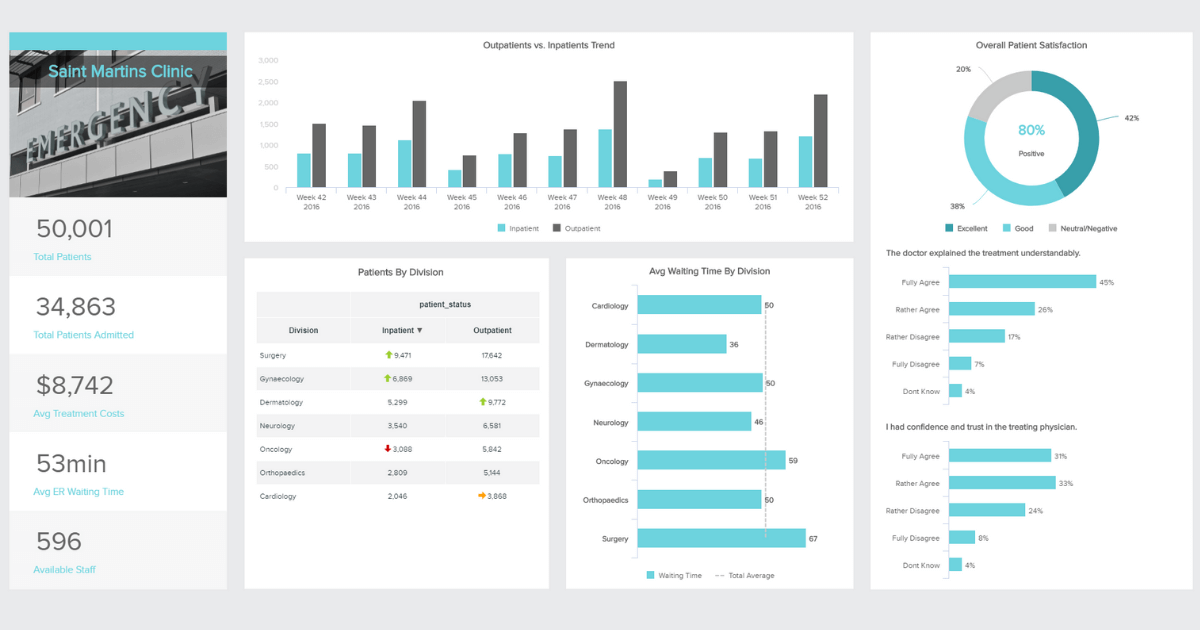 Saint Martins Clinic
EMERGENCY
50,001
Total Patients
34,863
Total Patients Admitted
$8,742
Avg Treatment Costs
53min
Avg ER Waiting Time
596
Available Staff
Outpatients vs. Inpatients Trend
3,000
2,500
2,000
1,500
1,000
500
0
Week 42 Week 43 Week 44 Week 45 Week 46 Week 47 Week 48 Week 49 Week 50 Week 51 Week 52
2016 2016 2016 2016 2016 2016 2016 2016 2016 2016 2016
Inpatient Outpatient
Patients By Division
patient_status
Division Inpatient ▼ Outpatient
Surgery 9,471 17,642
Gynaecology 6,869 13,053
Dermatology 5,299 9,772
Neurology 3,540 6,581
Oncology 3,088 5,842
Orthopaedics 2,809 5,144
Cardiology 2,046 3,868
Avg Waiting Time By Division
Cardiology 50
Dermatology 36
Gynaecology 50
Neurology 46
Oncology 59
Orthopaedics 50
Surgery 67
Waiting Time Total Average
Overall Patient Satisfaction
20%
42%
80%
Positive
38%
Excellent Good Neutral/Negative
The doctor explained the treatment understandably.
Fully Agree 45%
Rather Agree 26%
Rather Disagree 17%
Fully Disagree 7%
Dont Know 4%
I had confidence and trust in the treating physician.
Fully Agree 31%
Rather Agree 33%
Rather Disagree 24%
Fully Disagree 8%
Dont Know 4%